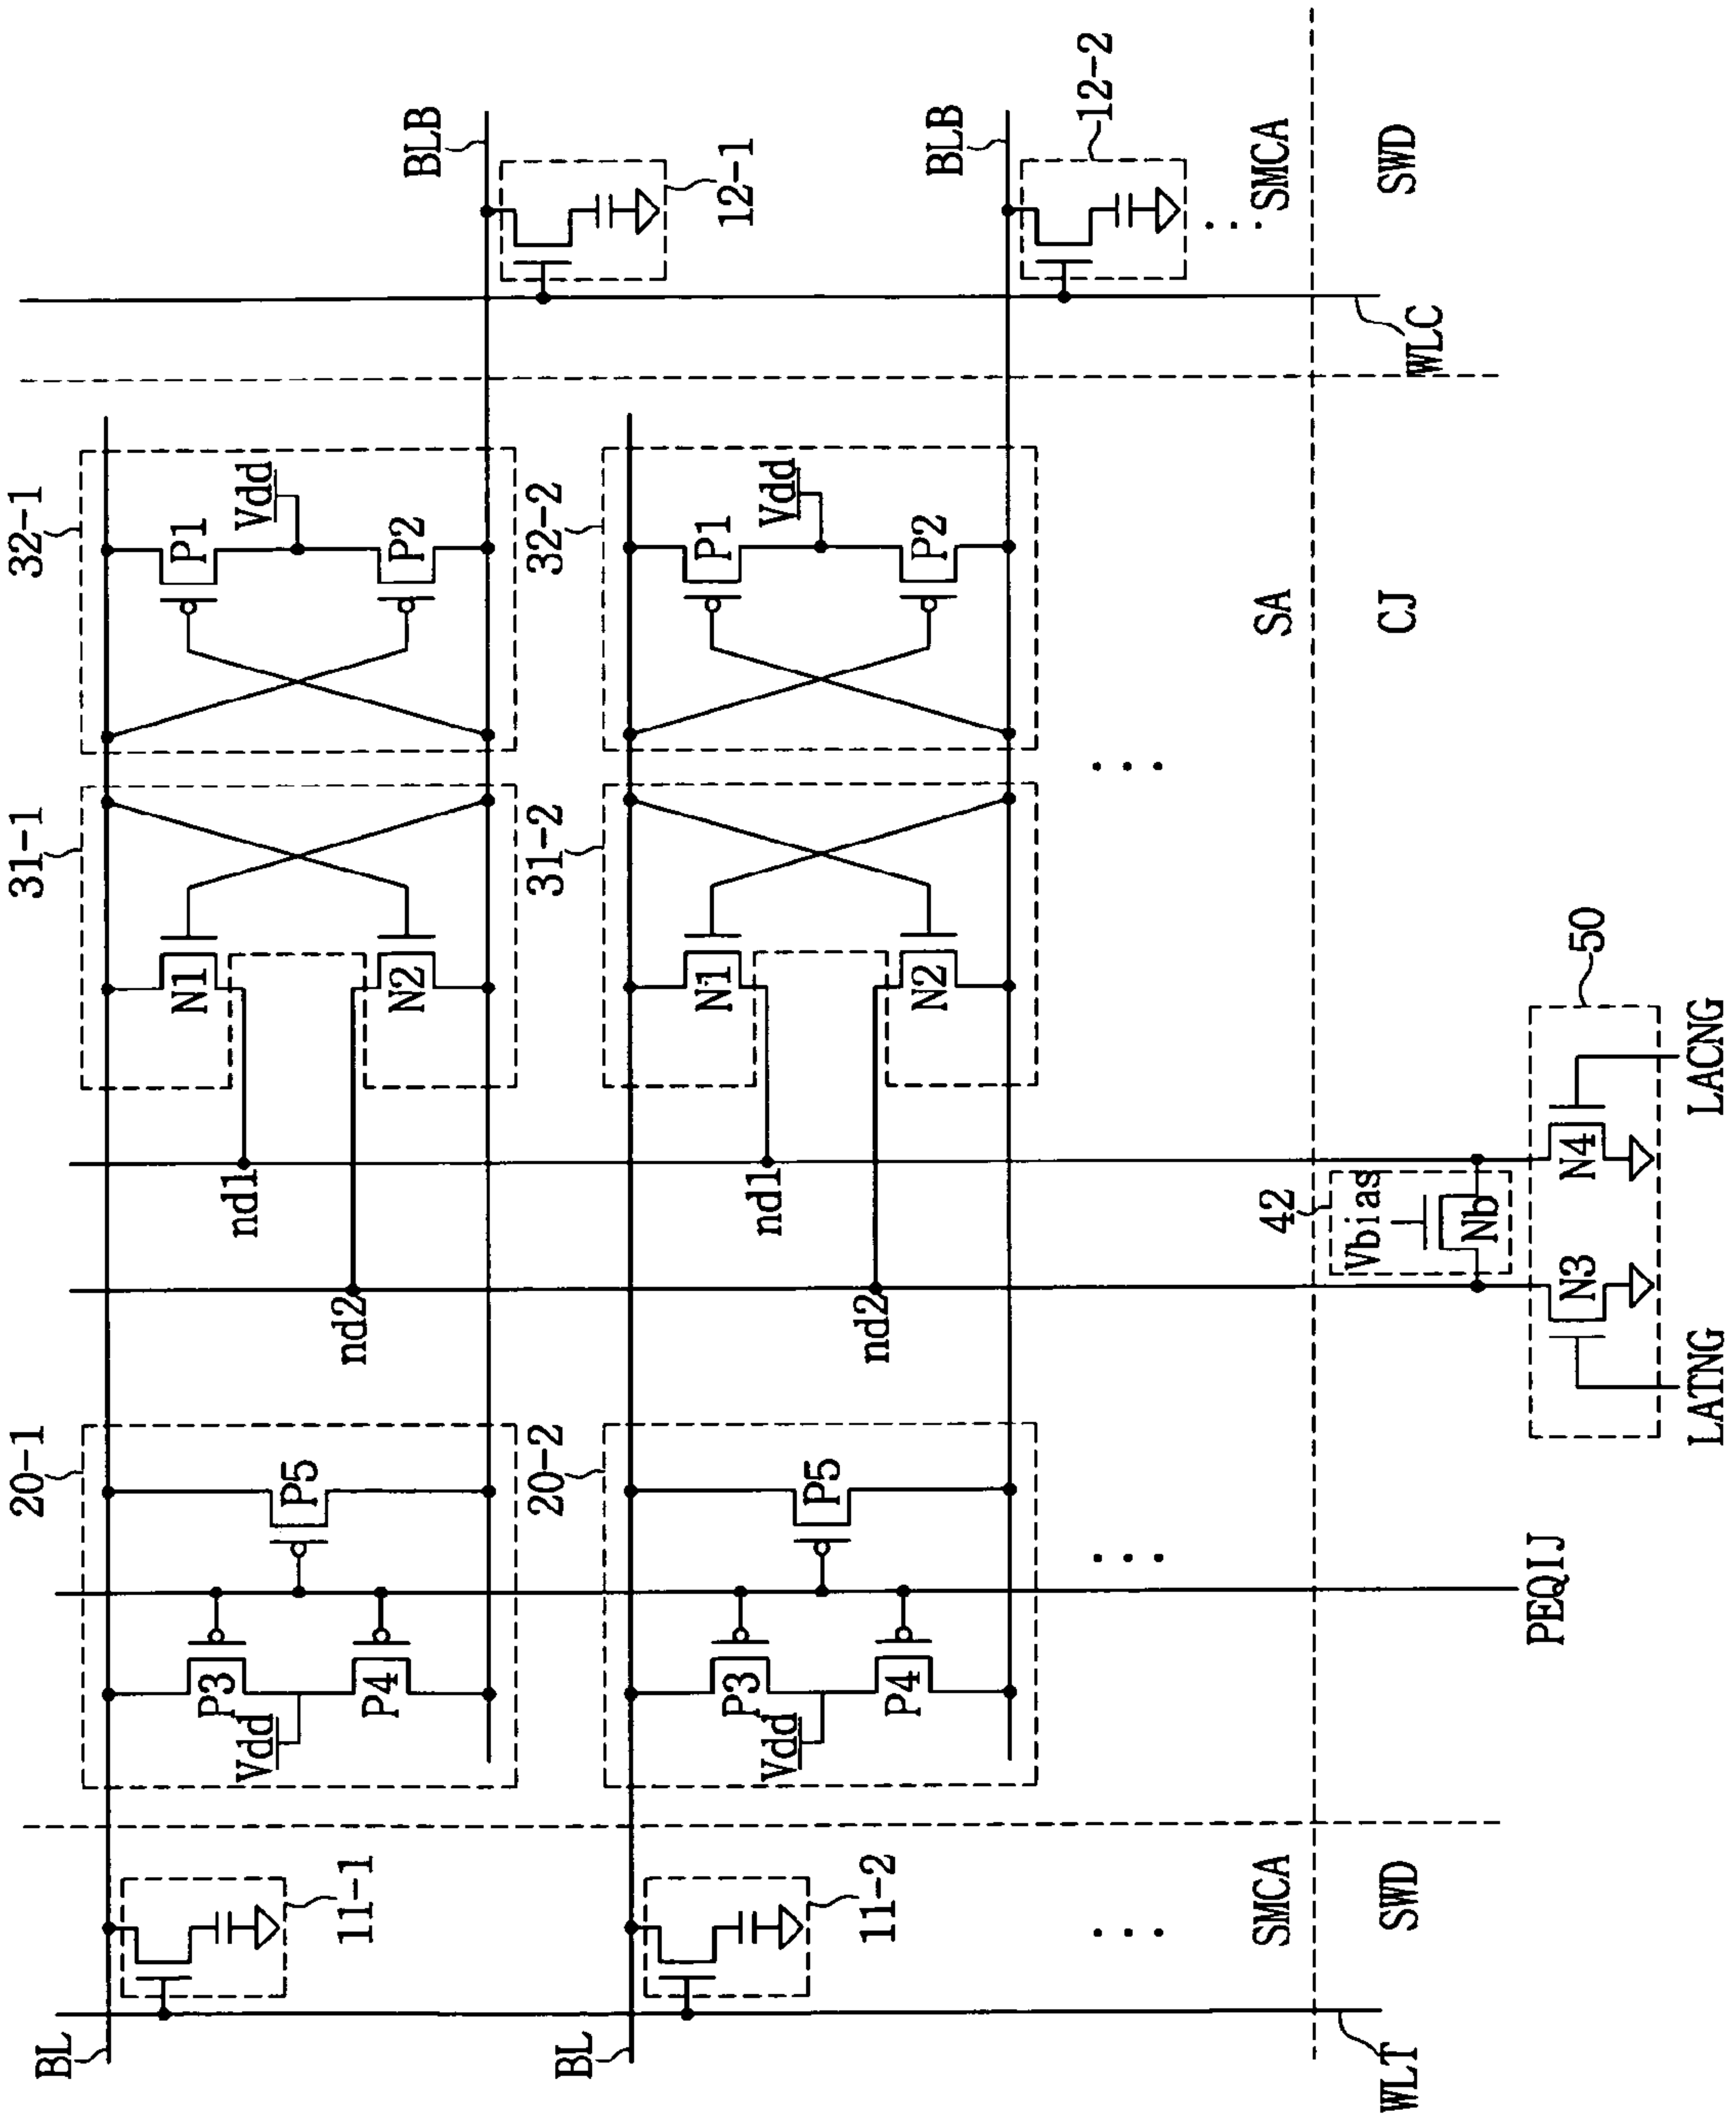 32-1
Vdd
P1
P2
BLB
12-1
31-1
N1
N2
nd1
nd2
20-1
P5
P3
P4
Vdd
11-1
BL
32-2
Vdd
P1
P2
BLB
12-2
31-2
N1
N2
nd1
nd2
20-2
P5
P3
P4
Vdd
11-2
BL
...
SMCA
SA
...
...
...
SMCA
SWD
CJ
SWD
WLC
WLT
42
Vbias
Nb
50
N4
N3
PEQIJ
LACNG
LATNG